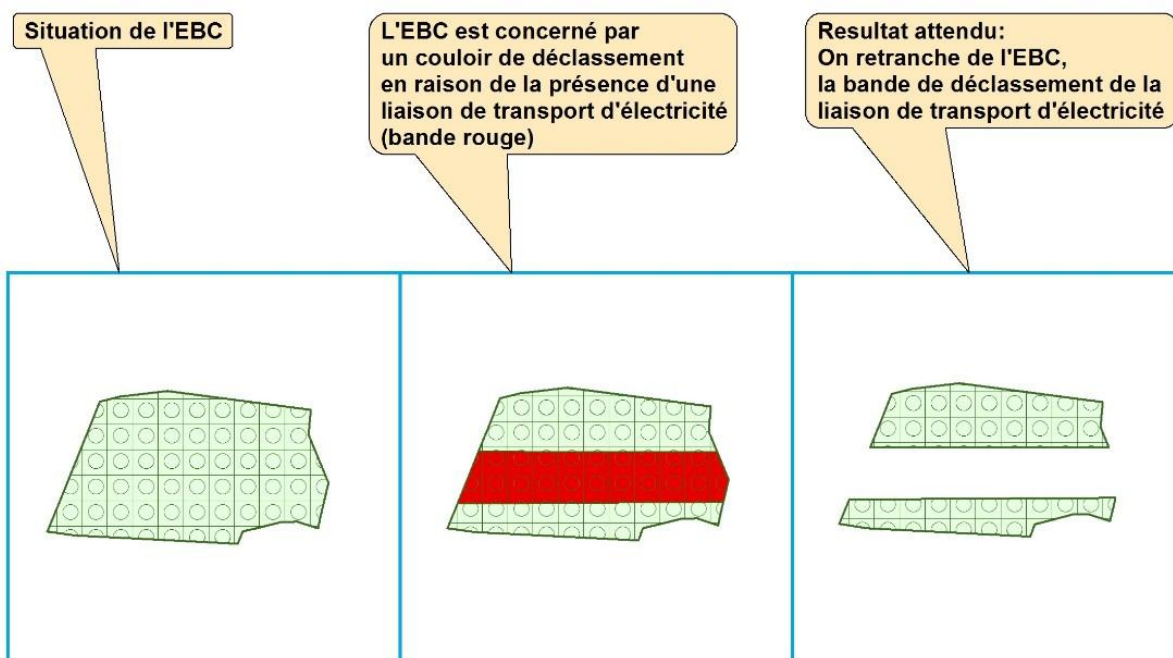 Situation de l'EBC
L'EBC est concerné par
un couloir de déclassement
en raison de la présence d'une
liaison de transport d'électricité
(bande rouge)
Resultat attendu:
On retranche de l'EBC,
la bande de déclassement de la
liaison de transport d'électricité